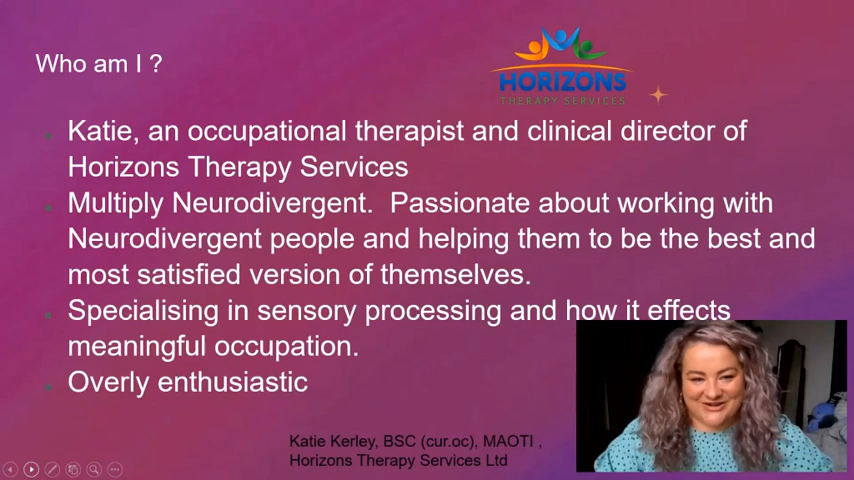 Who am I ?
HORIZONS
THERAPY SERVICES
Katie, an occupational therapist and clinical director of
Horizons Therapy Services
Multiply Neurodivergent.  Passionate about working with
Neurodivergent people and helping them to be the best and
most satisfied version of themselves.
Specialising in sensory processing and how it effects
meaningful occupation.
Overly enthusiastic
Katie Kerley, BSC (cur.oc), MAOTI ,
Horizons Therapy Services Ltd